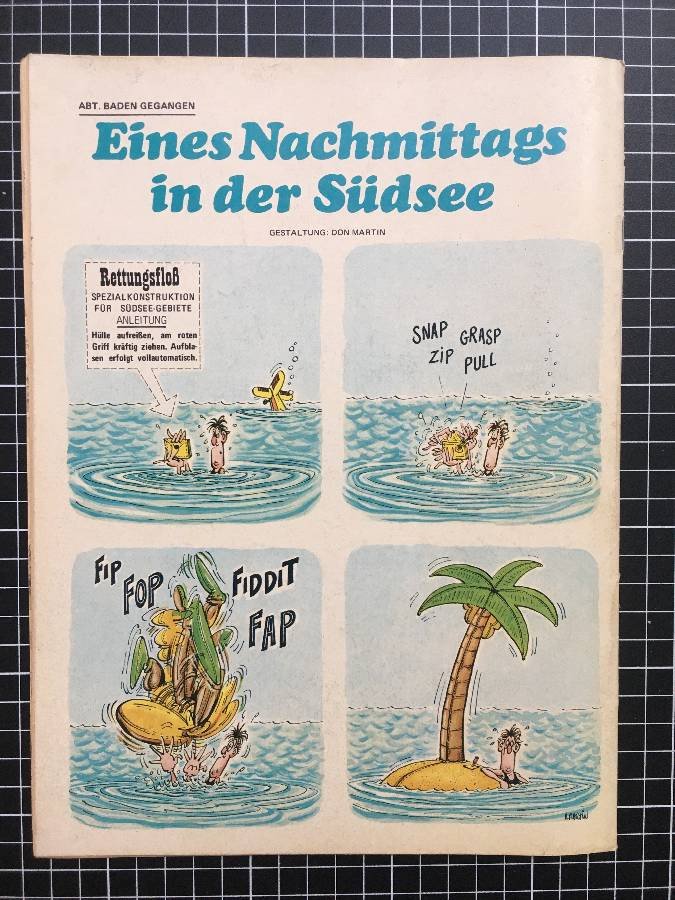 ABT. BADEN GEGANGEN
Eines Nachmittags
in der Südsee
GESTALTUNG: DON MARTIN
Rettungsfloß
SPEZIALKONSTRUKTION
FÜR SÜDSEE-GEBIETE
ANLEITUNG
Hülle aufreißen, am roten
Griff kräftig ziehen. Aufbla-
sen erfolgt vollautomatisch.
SNAP GRASP
ZIP PULL
FIP
FOP
FIDDIT
FAP